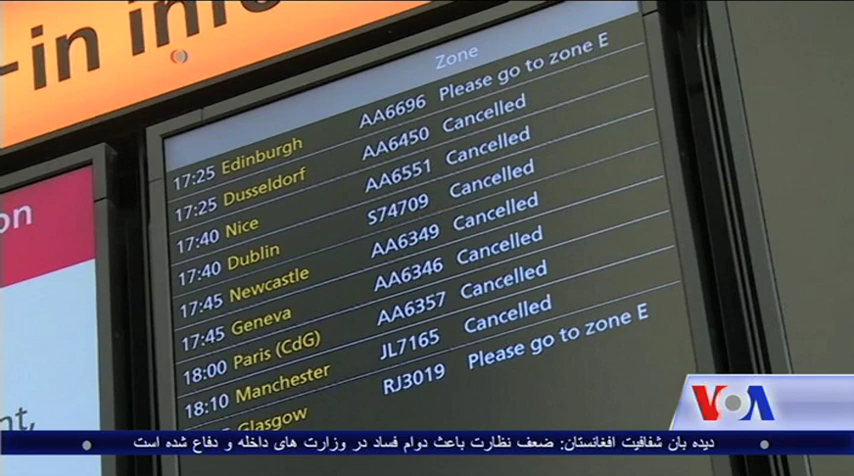 -in info
Zone
17:25 Edinburgh AA6696 Please go to zone E
17:25 Dusseldorf AA6450 Cancelled
17:40 Nice AA6551 Cancelled
17:40 Dublin S74709 Cancelled
17:45 Newcastle AA6349 Cancelled
17:45 Geneva AA6346 Cancelled
18:00 Paris (CdG) AA6357 Cancelled
18:10 Manchester JL7165 Cancelled
Glasgow RJ3019 Please go to zone E
on
nt,
VOA
دیده بان شفافیت افغانستان: ضعف نظارت باعث دوام فساد در وزارت های داخله و دفاع شده است